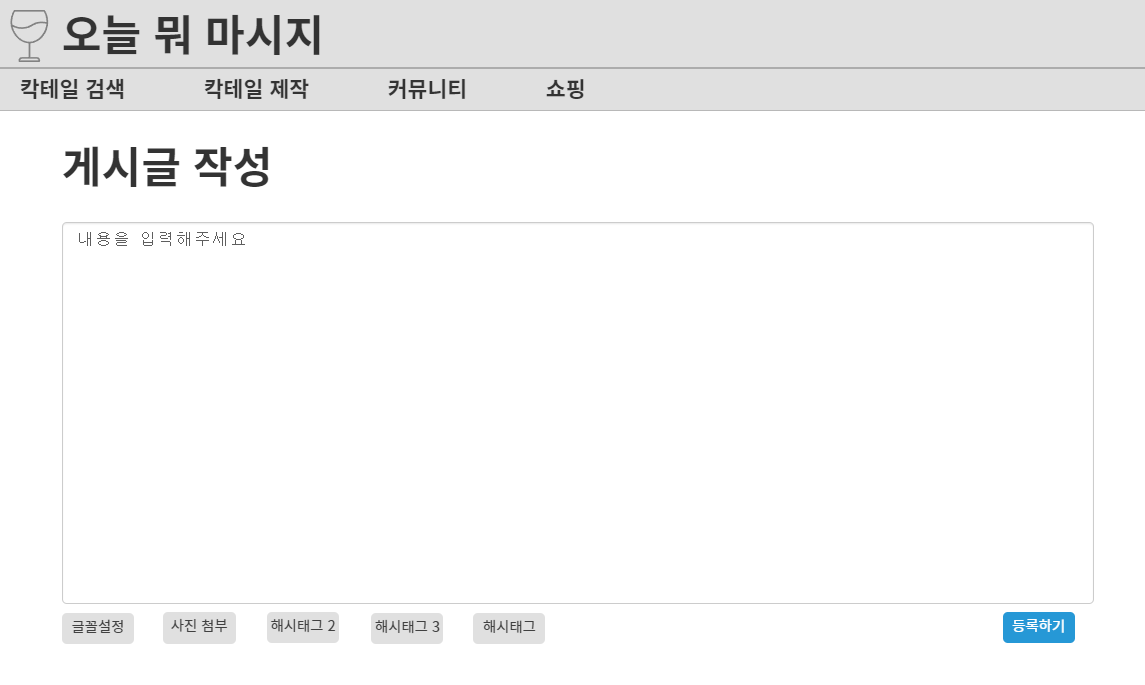 오늘 뭐 마시지
칵테일 검색 칵테일 제작 커뮤니티 쇼핑
게시글 작성
내용을 입력해주세요
글꼴설정 사진 첨부 해시태그 2 해시태그 3 해시태그 등록하기